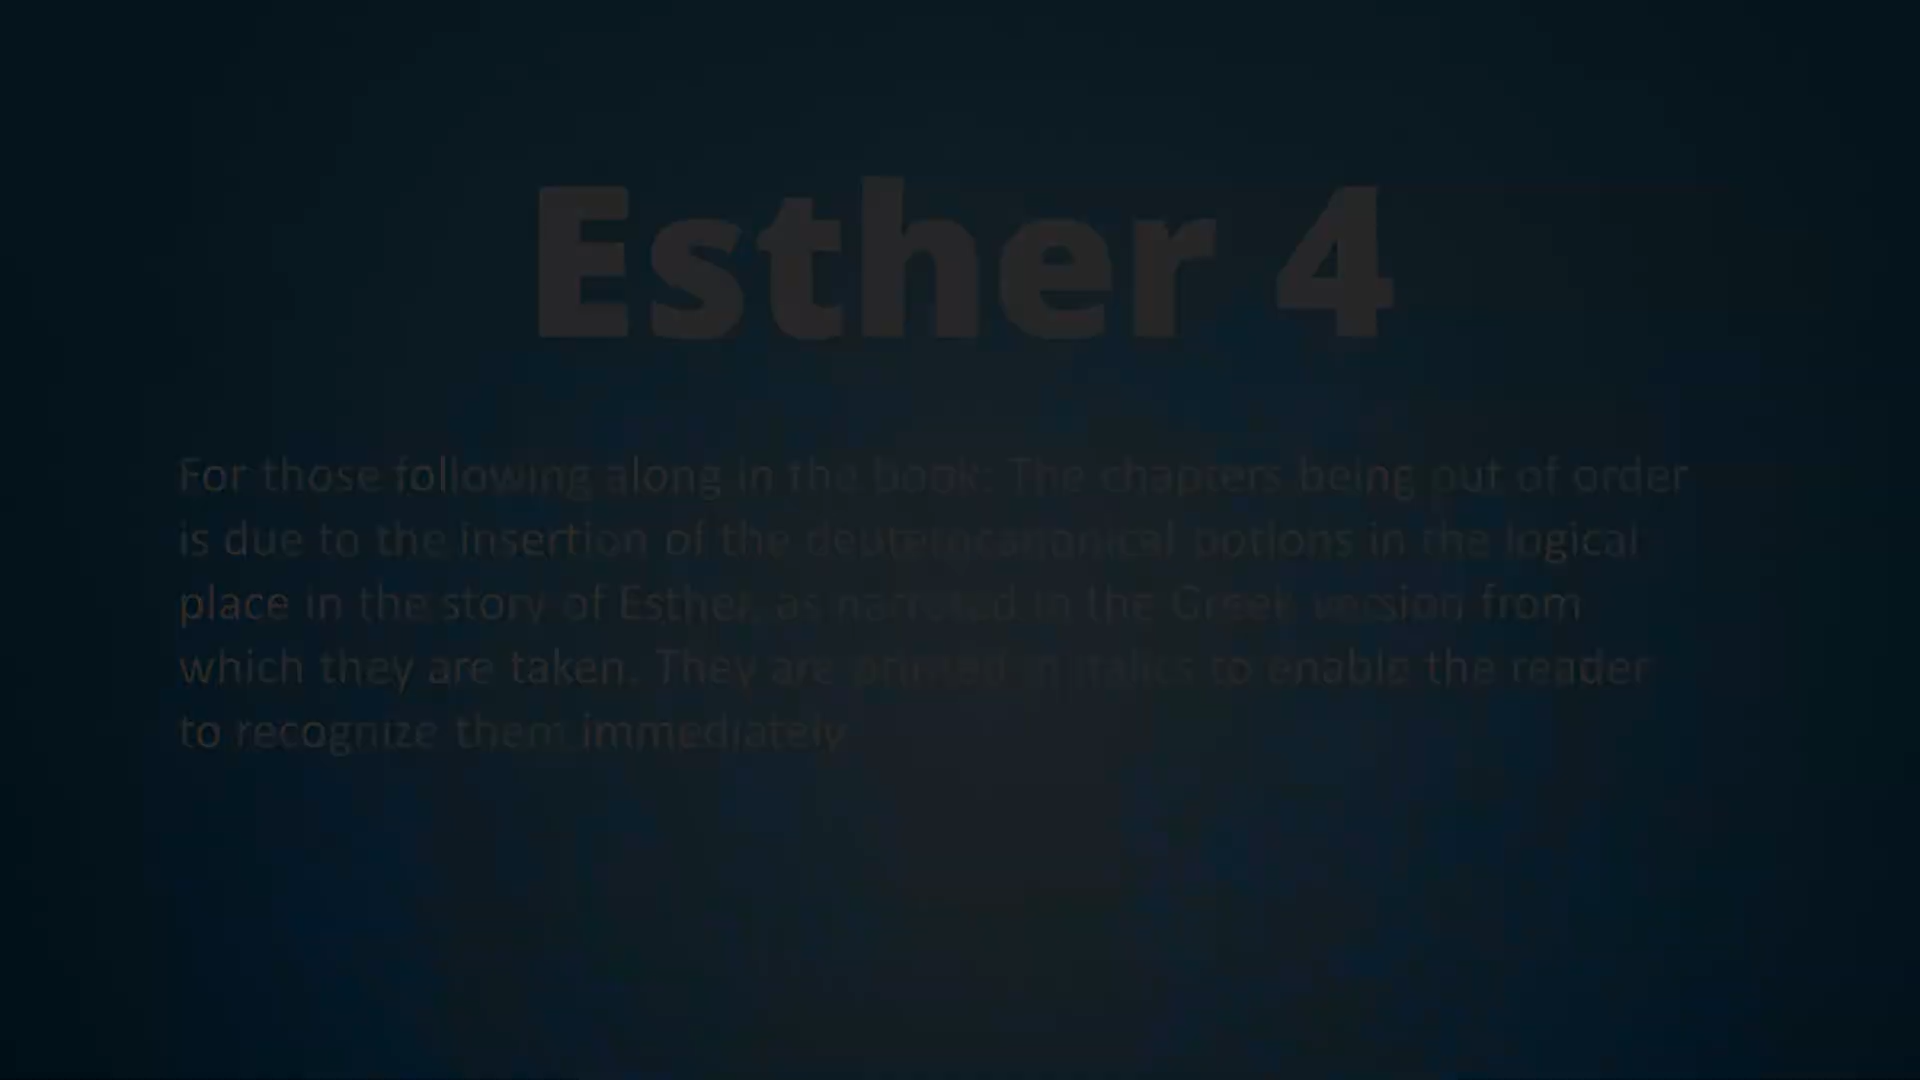 Esther 4
For those following along in the book: The chapters being out of order
is due to the insertion of the deuterocanonical potions in the logical
place in the story of Esther, as narrated in the Greek version from
which they are taken. They are printed in italics to enable the reader
to recognize them immediately